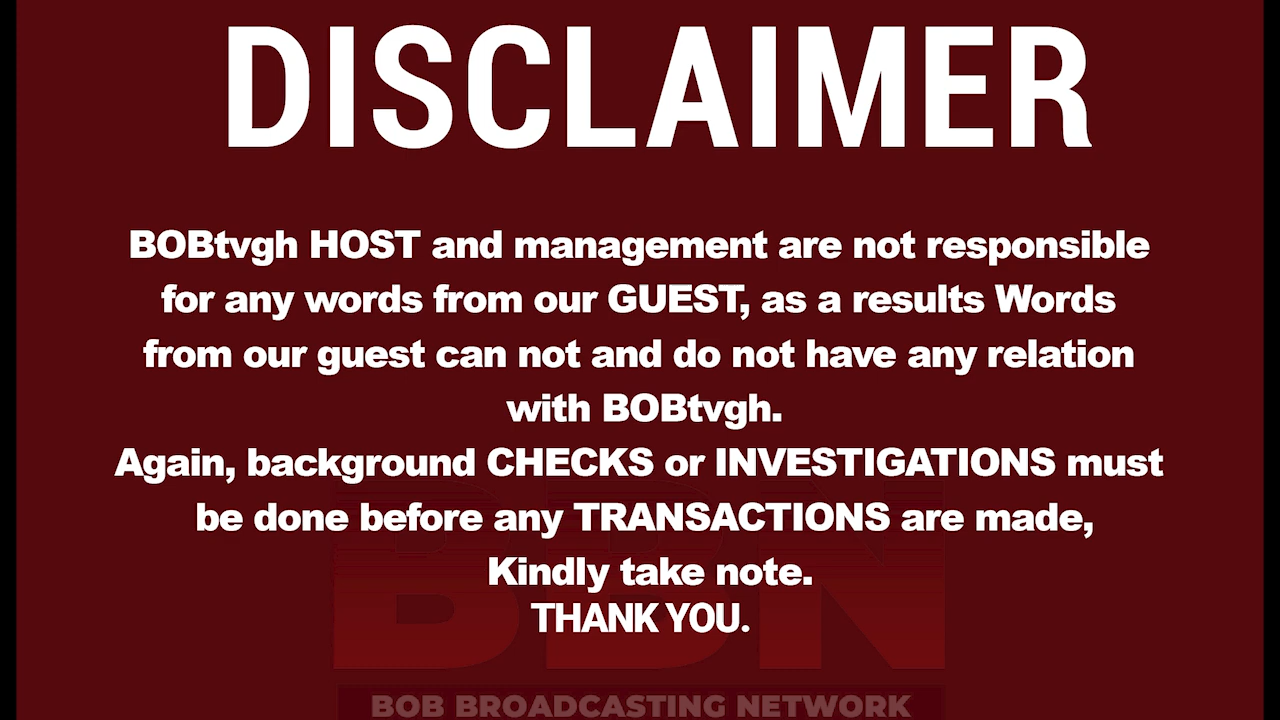 DISCLAIMER
BOBtvgh HOST and management are not responsible
for any words from our GUEST, as a results Words
from our guest can not and do not have any relation
with BOBtvgh.
Again, background CHECKS or INVESTIGATIONS must
be done before any TRANSACTIONS are made,
Kindly take note.
THANK YOU.
BBN
BOB BROADCASTING NETWORK